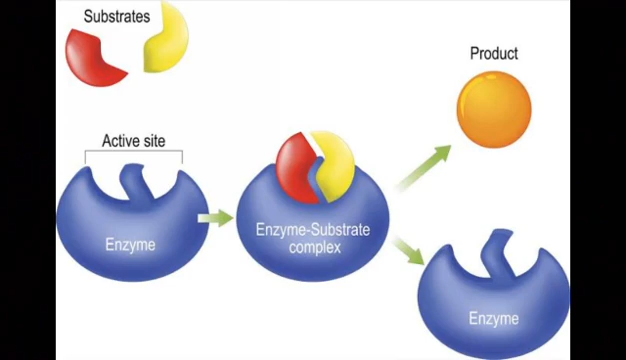 Substrates
Product
Active site
Enzyme
Enzyme-Substrate
complex
Enzyme